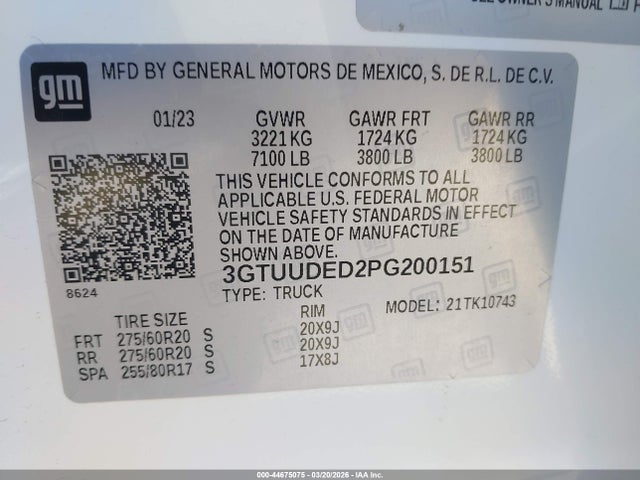 SEE OWNER'S MANUAL
gm
MFD BY GENERAL MOTORS DE MEXICO, S. DE R.L. DE C.V.
01/23 GVWR GAWR FRT GAWR RR
3221 KG 1724 KG 1724 KG
7100 LB 3800 LB 3800 LB
THIS VEHICLE CONFORMS TO ALL
APPLICABLE U.S. FEDERAL MOTOR
VEHICLE SAFETY STANDARDS IN EFFECT
ON THE DATE OF MANUFACTURE
SHOWN ABOVE.
3GTUUDED2PG200151
8624
TYPE: TRUCK MODEL: 21TK10743
TIRE SIZE RIM
FRT 275/60R20 S 20X9J
RR 275/60R20 S 20X9J
SPA 255/80R17 S 17X8J
000-44675075 - 03/20/2026 - IAA Inc.